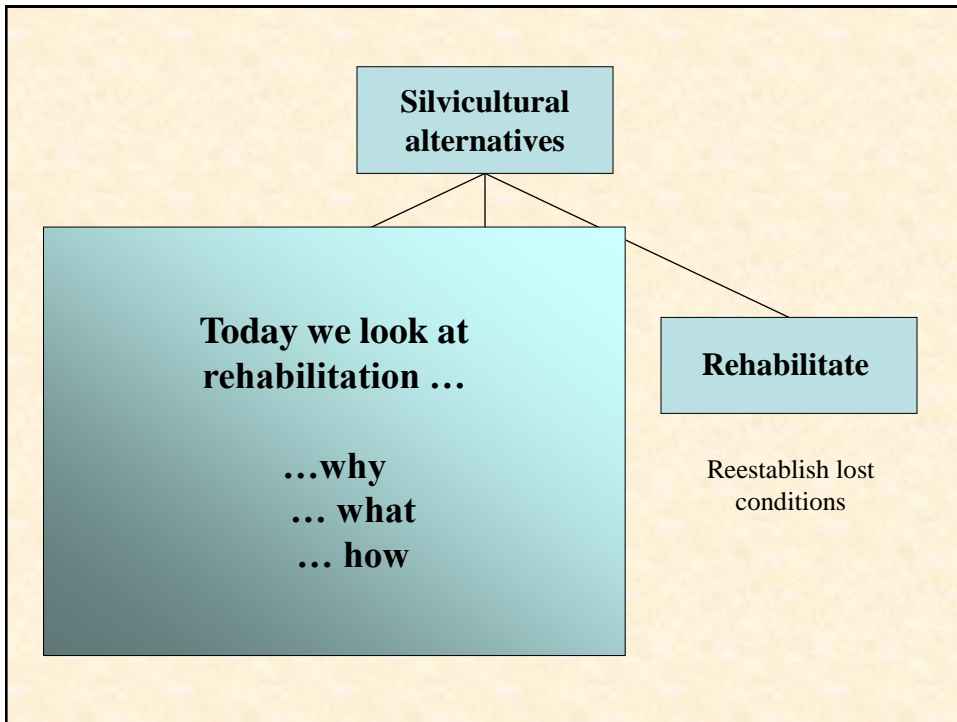 Silvicultural
alternatives
Today we look at
rehabilitation …
…why
… what
… how
Rehabilitate
Reestablish lost
conditions